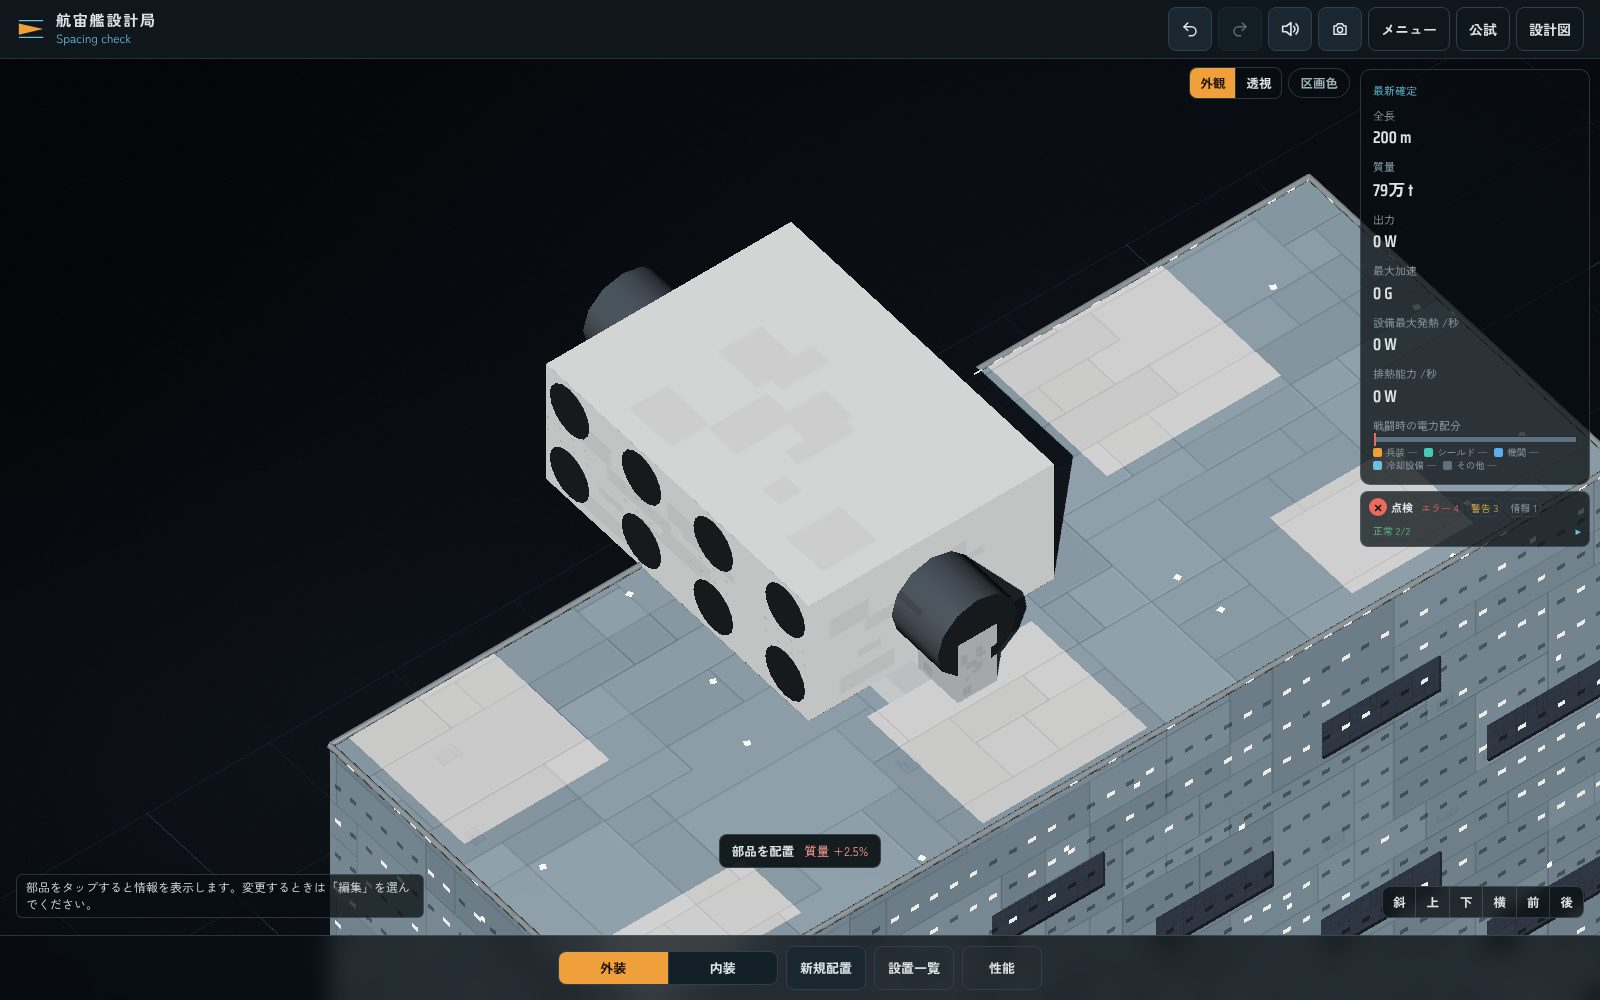 航宙艦設計局
Spacing check
メニュー
公試
設計図
外観
透視
区画色
最新確定
全長
200 m
質量
79万 t
出力
0 W
最大加速
0 G
設備最大発熱 /秒
0 W
排熱能力 /秒
0 W
戦闘時の電力配分
兵装 — シールド — 機関 —
冷却設備 — その他 —
点検 エラー 4 警告 3 情報 1
正常 2/2
部品を配置 質量 +2.5%
部品をタップすると情報を表示します。変更するときは「編集」を選ん
でください。
斜 上 下 横 前 後
外装
内装
新規配置
設置一覧
性能